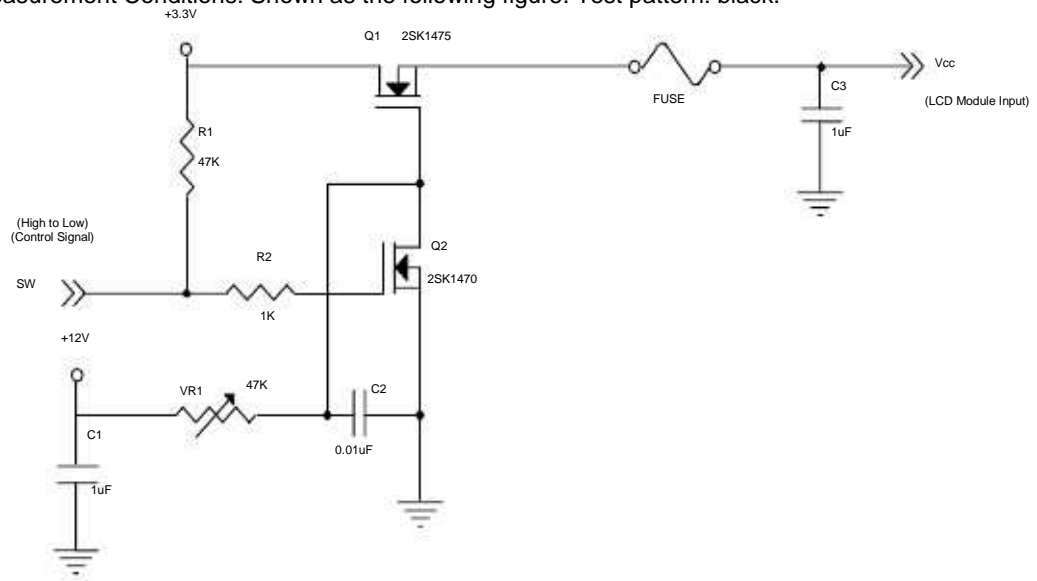 Measurement Conditions: Shown as the following figure. Test pattern: black.
+3.3V
Q1 2SK1475
Vcc
FUSE
C3
(LCD Module Input)
R1
1uF
47K
(High to Low)
(Control Signal)
Q2
R2
2SK1470
SW
1K
+12V
VR1
47K
C2
C1
0.01uF
1uF